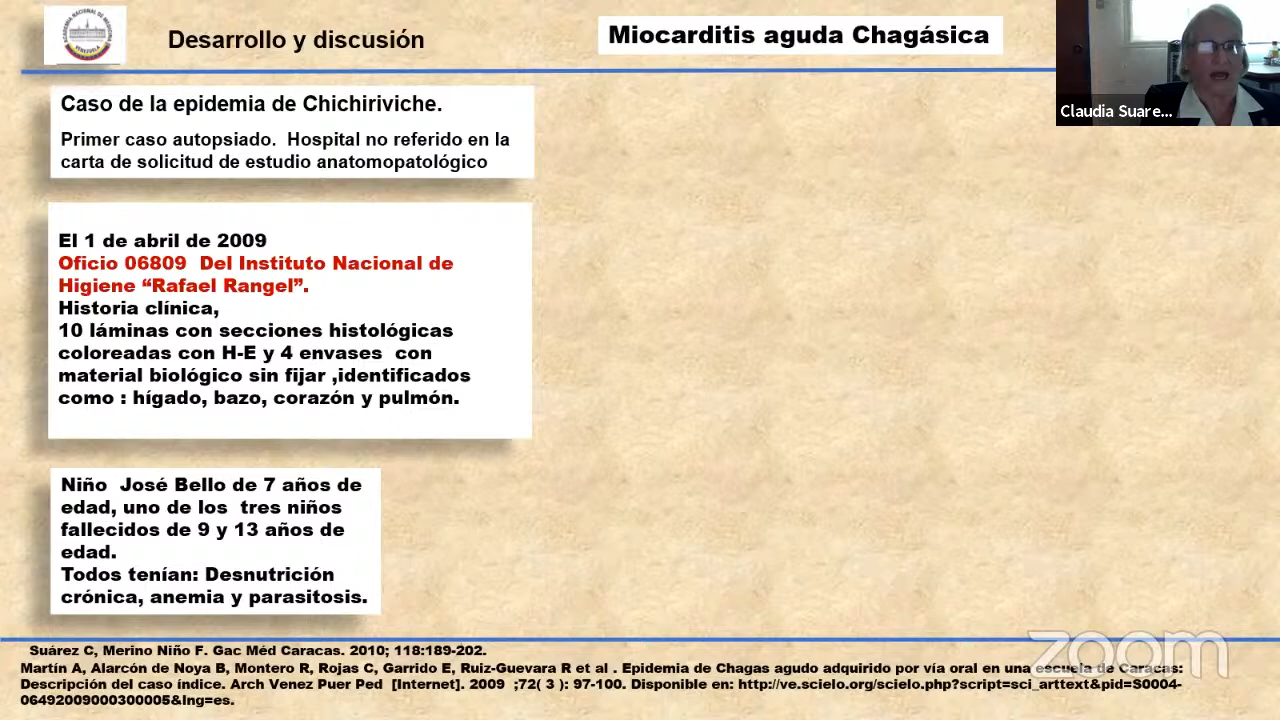 Desarrollo y discusión
Miocarditis aguda Chagásica
Claudia Suare...
Caso de la epidemia de Chichiriviche.
Primer caso autopsiado. Hospital no referido en la
carta de solicitud de estudio anatomopatológico
El 1 de abril de 2009
Oficio 06809 Del Instituto Nacional de
Higiene “Rafael Rangel”.
Historia clínica,
10 láminas con secciones histológicas
coloreadas con H-E y 4 envases con
material biológico sin fijar ,identificados
como : hígado, bazo, corazón y pulmón.
Niño José Bello de 7 años de
edad, uno de los tres niños
fallecidos de 9 y 13 años de
edad.
Todos tenían: Desnutrición
crónica, anemia y parasitosis.
Suárez C, Merino Niño F. Gac Méd Caracas. 2010; 118:189-202.
Martín A, Alarcón de Noya B, Montero R, Rojas C, Garrido E, Ruiz-Guevara R et al . Epidemia de Chagas agudo adquirido por vía oral en una escuela de Caracas:
Descripción del caso índice. Arch Venez Puer Ped [Internet]. 2009 ;72( 3 ): 97-100. Disponible en: http://ve.scielo.org/scielo.php?script=sci_arttext&pid=S0004-
06492009000300005&lng=es.
zoom